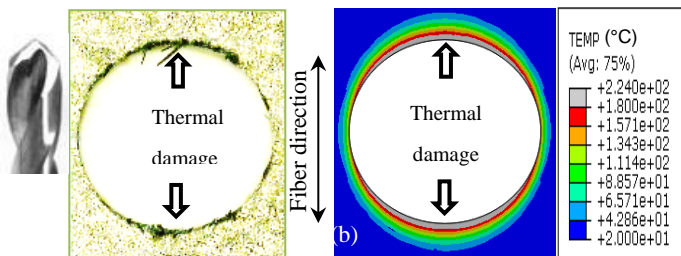 Thermal
damage
Fiber direction
Thermal
damage
(b)
TEMP (°C)
(Avg: 75%)
+2.240e+02
+1.800e+02
+1.571e+02
+1.343e+02
+1.114e+02
+8.857e+01
+6.571e+01
+4.286e+01
+2.000e+01